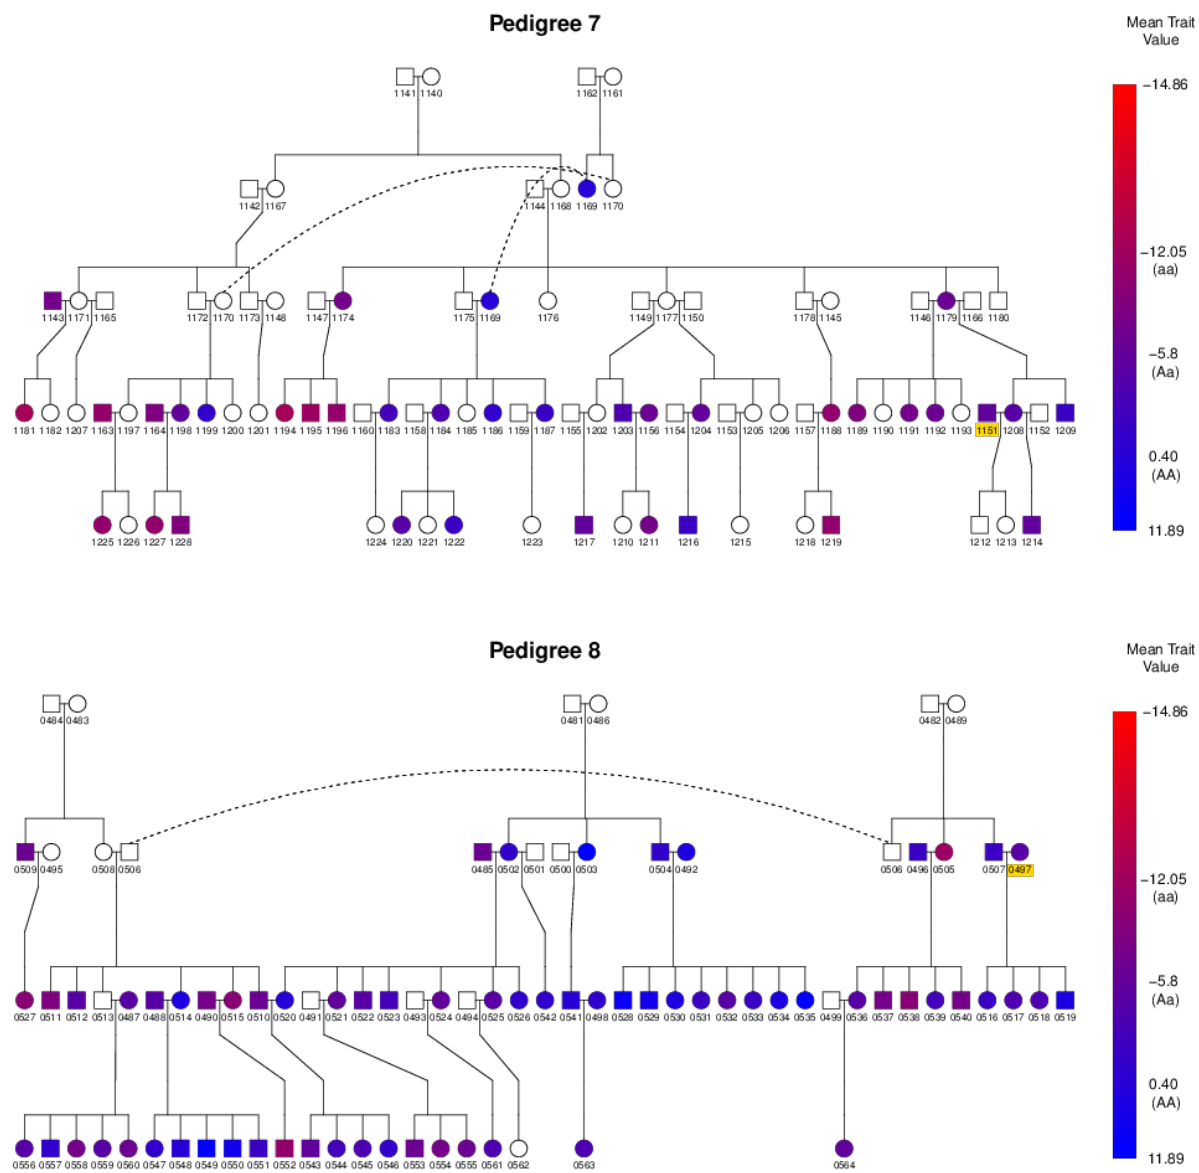 Pedigree 7
Mean Trait
Value
−14.86
1141 1140 1162 1161
1142 1167 1144 1168 1169 1170
−12.05
(aa)
1143 1171 1165 1172 1170 1173 1148 1147 1174 1175 1169 1176 1149 1177 1150 1178 1145 1146 1179 1166 1180
−5.8
(Aa)
1181 1182 1207 1163 1197 1164 1198 1199 1200 1201 1194 1195 1196 1160 1183 1158 1184 1185 1186 1159 1187 1155 1202 1203 1156 1154 1204 1153 1205 1206 1157 1188 1189 1190 1191 1192 1193 1151 1208 1152 1209
0.40
(AA)
11.89
1225 1226 1227 1228 1224 1220 1221 1222 1223 1217 1210 1211 1216 1215 1218 1219 1212 1213 1214
Pedigree 8
Mean Trait
Value
−14.86
0484 0483 0481 0486 0482 0489
0509 0495 0508 0506 0485 0502 0501 0500 0503 0504 0492 0506 0496 0505 0507 0497
−12.05
(aa)
0527 0511 0512 0513 0487 0488 0514 0490 0515 0510 0520 0491 0521 0522 0523 0493 0524 0494 0525 0526 0542 0541 0498 0528 0529 0530 0531 0532 0533 0534 0535 0499 0536 0537 0538 0539 0540 0516 0517 0518 0519
−5.8
(Aa)
0.40
(AA)
11.89
0556 0557 0558 0559 0560 0547 0548 0549 0550 0551 0552 0543 0544 0545 0546 0553 0554 0555 0561 0562 0563 0564